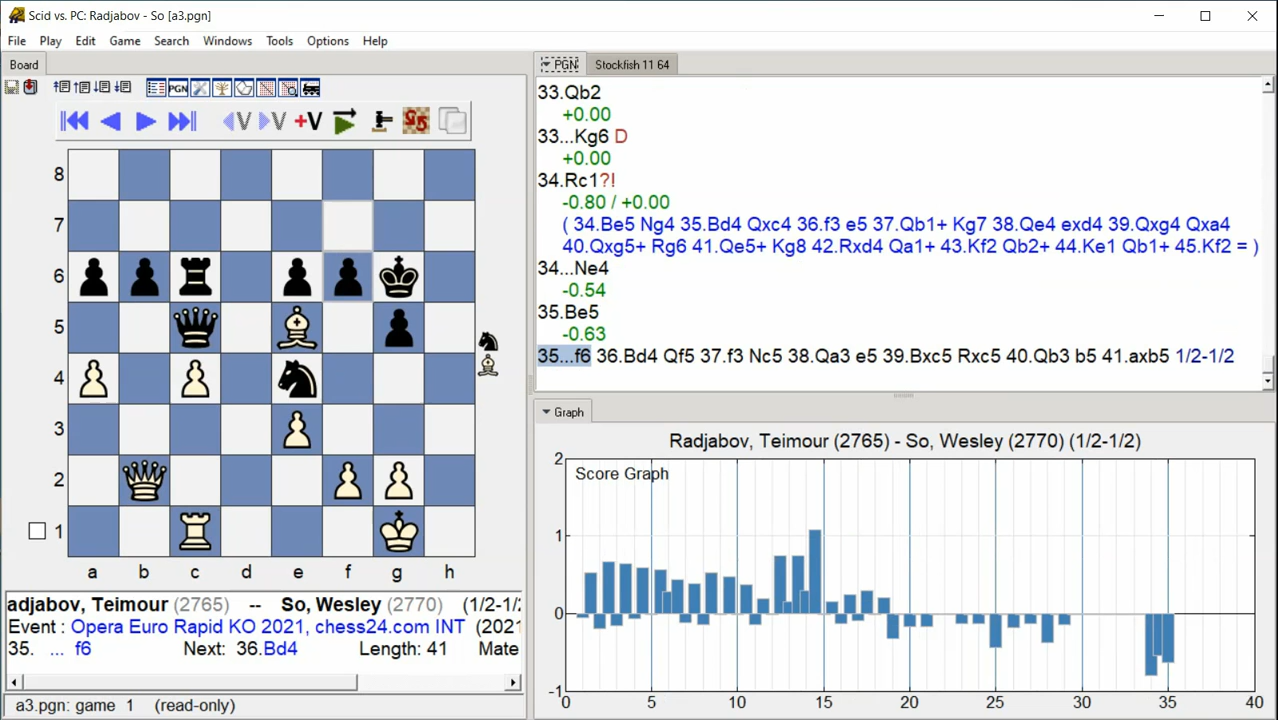 Scid vs. PC: Radjabov - So [a3.pgn]
File Play Edit Game Search Windows Tools Options Help
Board
PGN
+V
8
7
6
5
4
3
2
1
a b c d e f g h
adjabov, Teimour (2765) -- So, Wesley (2770) (1/2-1/2
Event : Opera Euro Rapid KO 2021, chess24.com INT (2021
35. ... f6 Next: 36.Bd4 Length: 41 Mate
a3.pgn: game 1 (read-only)
PGN Stockfish 11 64
33.Qb2
+0.00
33...Kg6 D
+0.00
34.Rc1?!
-0.80 / +0.00
( 34.Be5 Ng4 35.Bd4 Qxc4 36.f3 e5 37.Qb1+ Kg7 38.Qe4 exd4 39.Qxg4 Qxa4
40.Qxg5+ Rg6 41.Qe5+ Kg8 42.Rxd4 Qa1+ 43.Kf2 Qb2+ 44.Ke1 Qb1+ 45.Kf2 = )
34...Ne4
-0.54
35.Be5
-0.63
35...f6 36.Bd4 Qf5 37.f3 Nc5 38.Qa3 e5 39.Bxc5 Rxc5 40.Qb3 b5 41.axb5 1/2-1/2
Graph
Radjabov, Teimour (2765) - So, Wesley (2770) (1/2-1/2)
Score Graph
2
1
0
-1
0 5 10 15 20 25 30 35 40